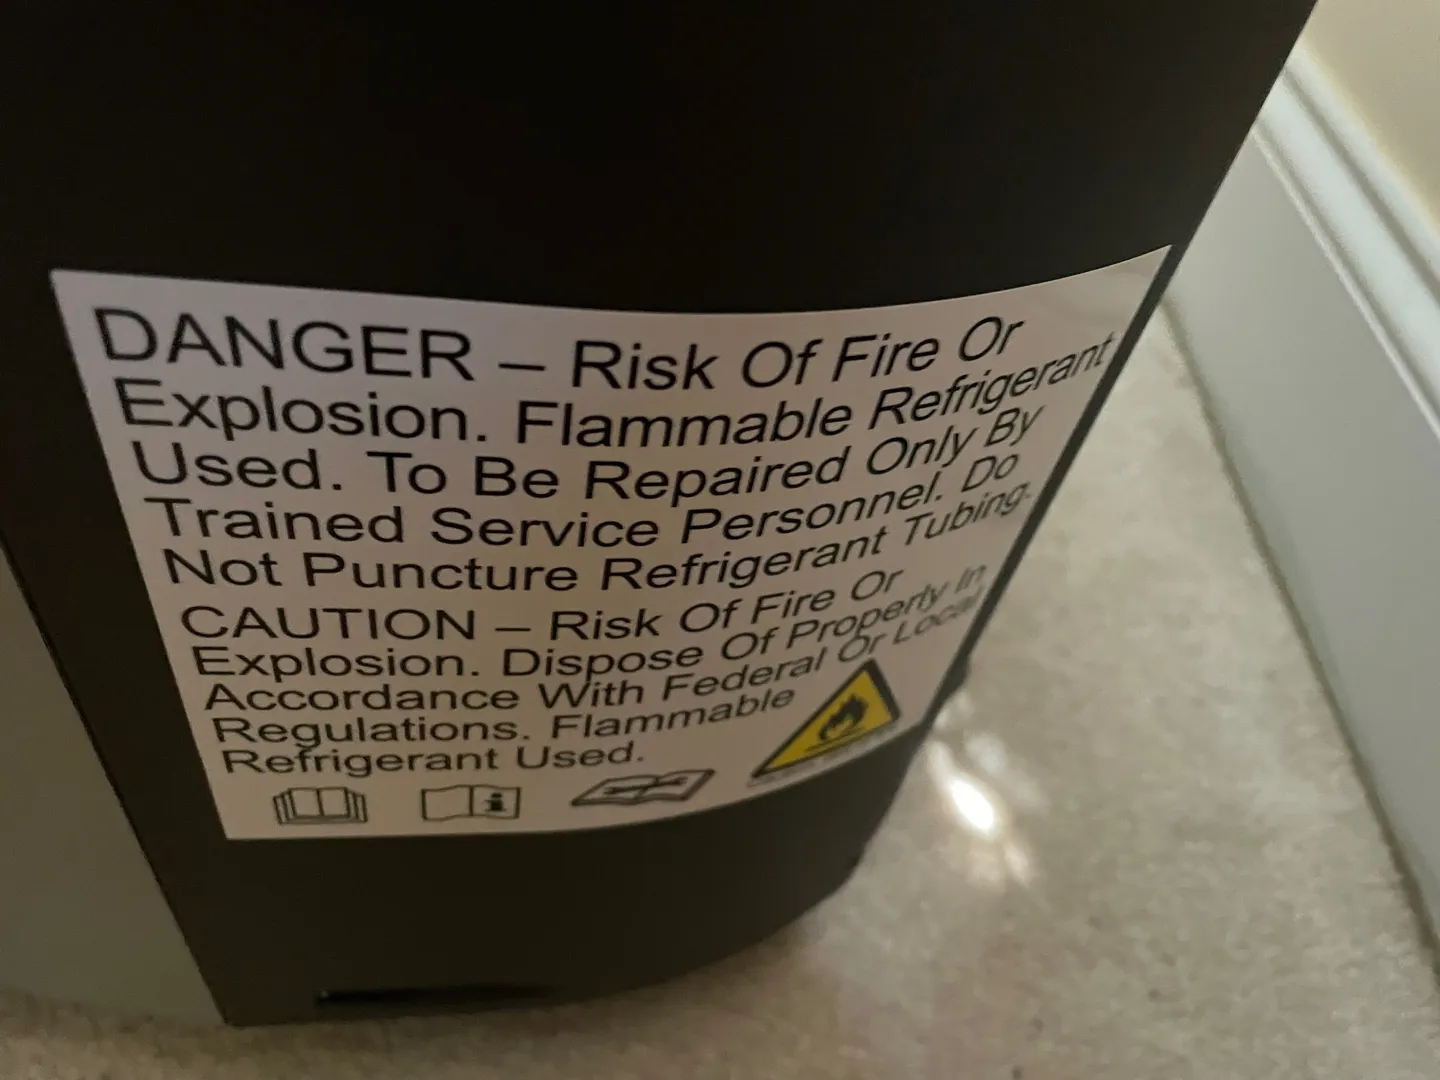 DANGER – Risk Of Fire Or
Explosion. Flammable Refrigerant
Used. To Be Repaired Only By
Trained Service Personnel. Do
Not Puncture Refrigerant Tubing.
CAUTION – Risk Of Fire Or
Explosion. Dispose Of Property In
Accordance With Federal Or Local
Regulations. Flammable
Refrigerant Used.